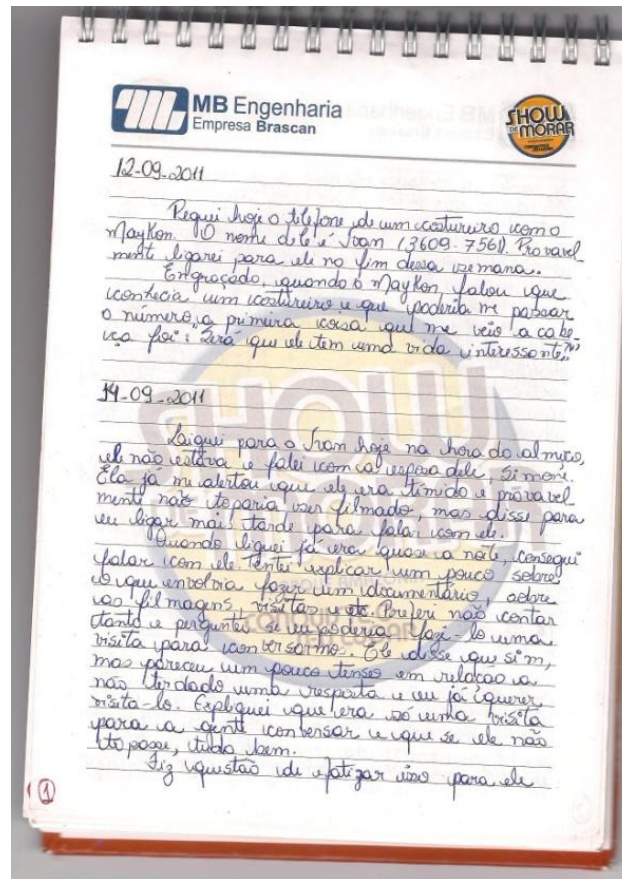 MB Engenharia
Empresa Brascan
SHOW
DE MORAR
12-09-2011
Peguei hoje o telefone de um costureiro com o
Maykon. O nome dele é Ivan (3609-7561). Provavel_
mente ligarei para ele no fim dessa semana.
Engraçado, quando o Maykon falou que
conhecia um costureiro e que poderia me passar
o número, a primeira coisa que me veio a cabe-
ça foi: "Será que ele tem uma vida interessante?"
14-09-2011
Liguei para o Ivan hoje na hora do almoço,
ele não estava e falei com a esposa dele, Simone.
Ela já me alertou que ele era tímido e provavel
mente não toparia ser filmado, mas disse para
eu ligar mais tarde para falar com ele.
Quando liguei já era quase a noite, consegui
falar com ele. Tentei explicar um pouco sobre
o que envolvia fazer um documentário, sobre
as filmagens, visitas e etc. Preferi não contar
tanto e perguntei se eu poderia fazê-lo uma
visita para conversarmos. Ele disse que sim,
mas pareceu um pouco tenso em relação a
não ter dado uma resposta e eu já querer
visita-lo. Expliquei que era só uma visita
para a gente conversar e que se ele não
topasse, tudo bem.
Fiz questão de efatizar isso para ele
1
SHOW
DE
MORAR